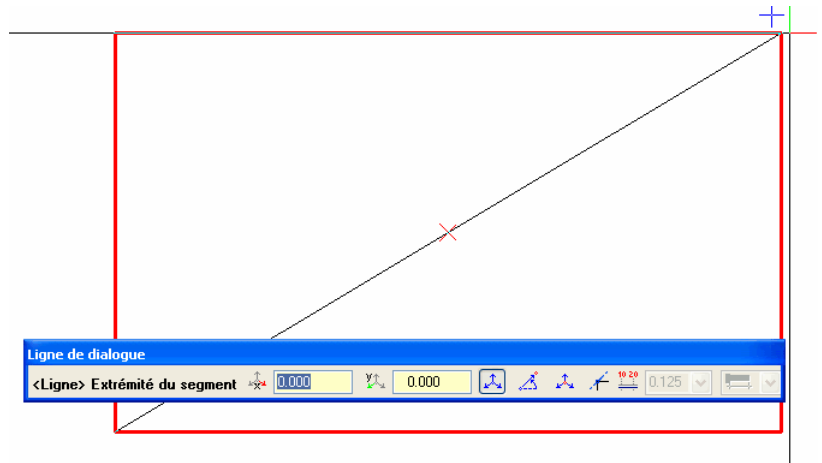 Ligne de dialogue
<Ligne> Extrémité du segment x 0.000 y 0.000 10 20 0.125